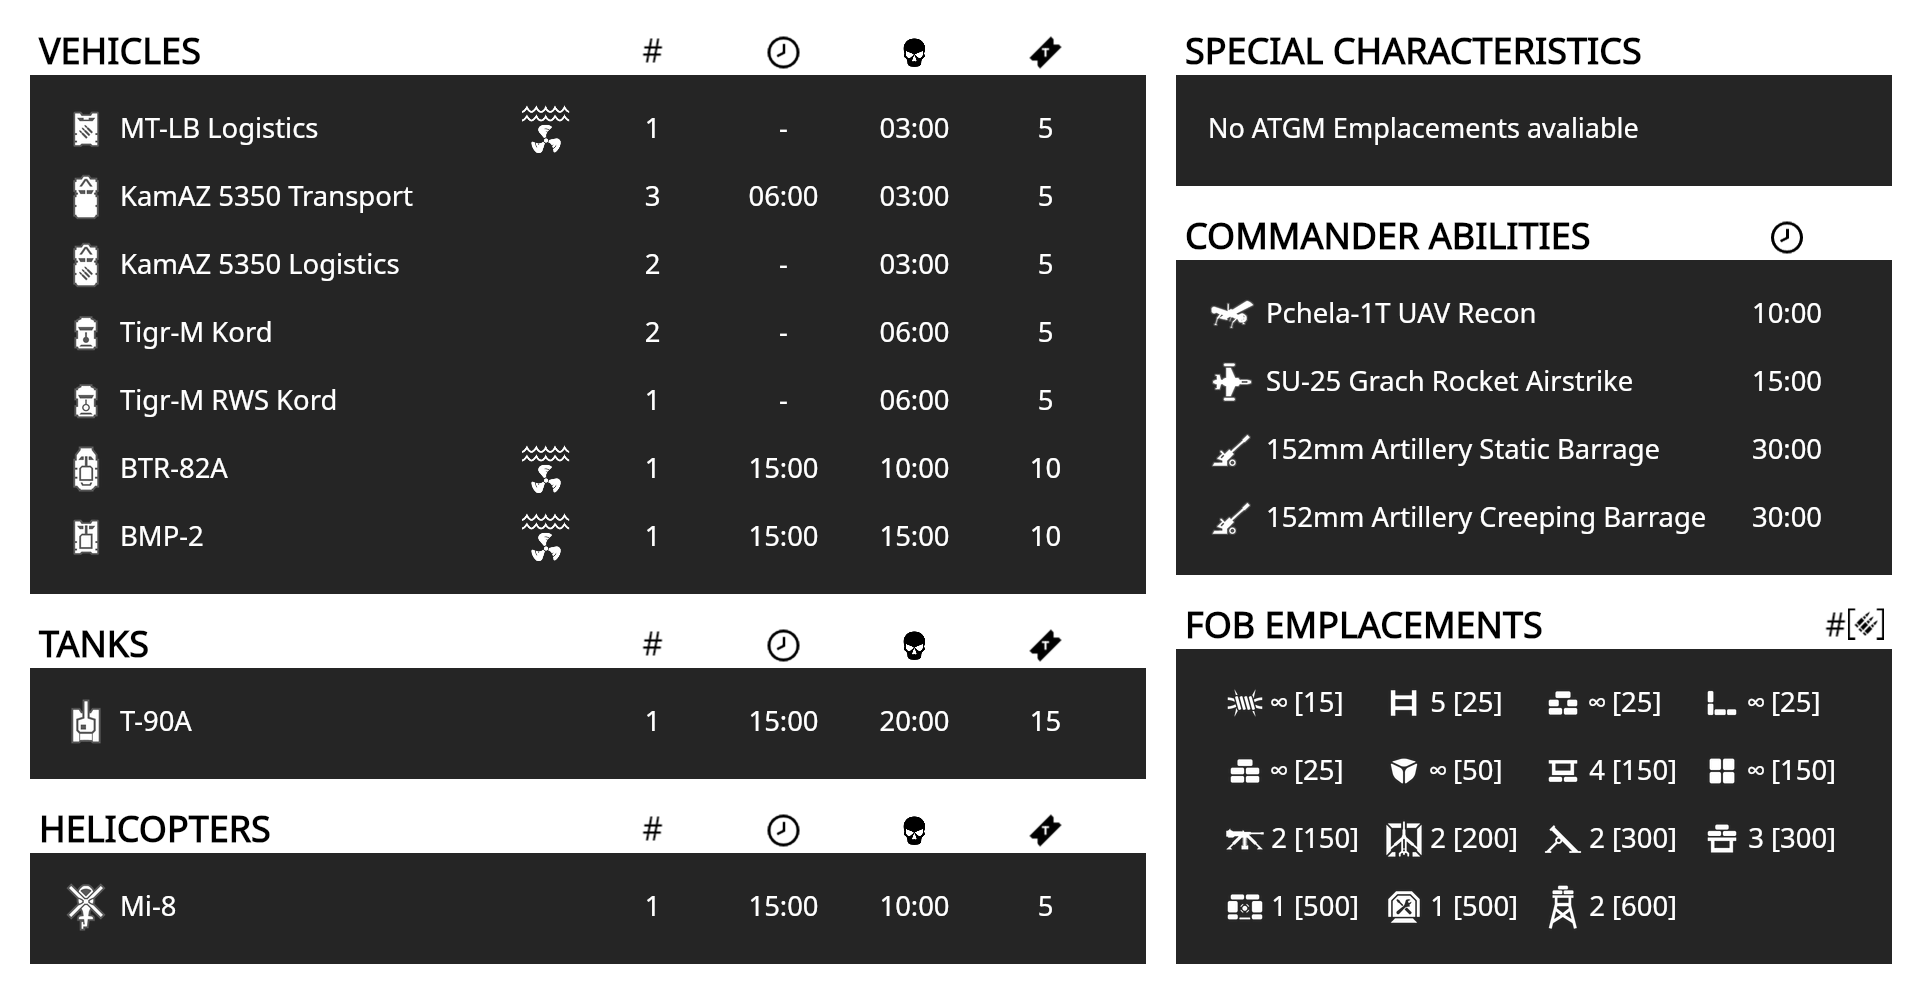 VEHICLES #
MT-LB Logistics 1 - 03:00 5
KamAZ 5350 Transport 3 06:00 03:00 5
KamAZ 5350 Logistics 2 - 03:00 5
Tigr-M Kord 2 - 06:00 5
Tigr-M RWS Kord 1 - 06:00 5
BTR-82A 1 15:00 10:00 10
BMP-2 1 15:00 15:00 10
TANKS #
T-90A 1 15:00 20:00 15
HELICOPTERS #
Mi-8 1 15:00 10:00 5
SPECIAL CHARACTERISTICS
No ATGM Emplacements avaliable
COMMANDER ABILITIES
Pchela-1T UAV Recon 10:00
SU-25 Grach Rocket Airstrike 15:00
152mm Artillery Static Barrage 30:00
152mm Artillery Creeping Barrage 30:00
FOB EMPLACEMENTS #[]
∞ [15] 5 [25] ∞ [25] ∞ [25]
∞ [25] ∞ [50] 4 [150] ∞ [150]
2 [150] 2 [200] 2 [300] 3 [300]
1 [500] 1 [500] 2 [600]